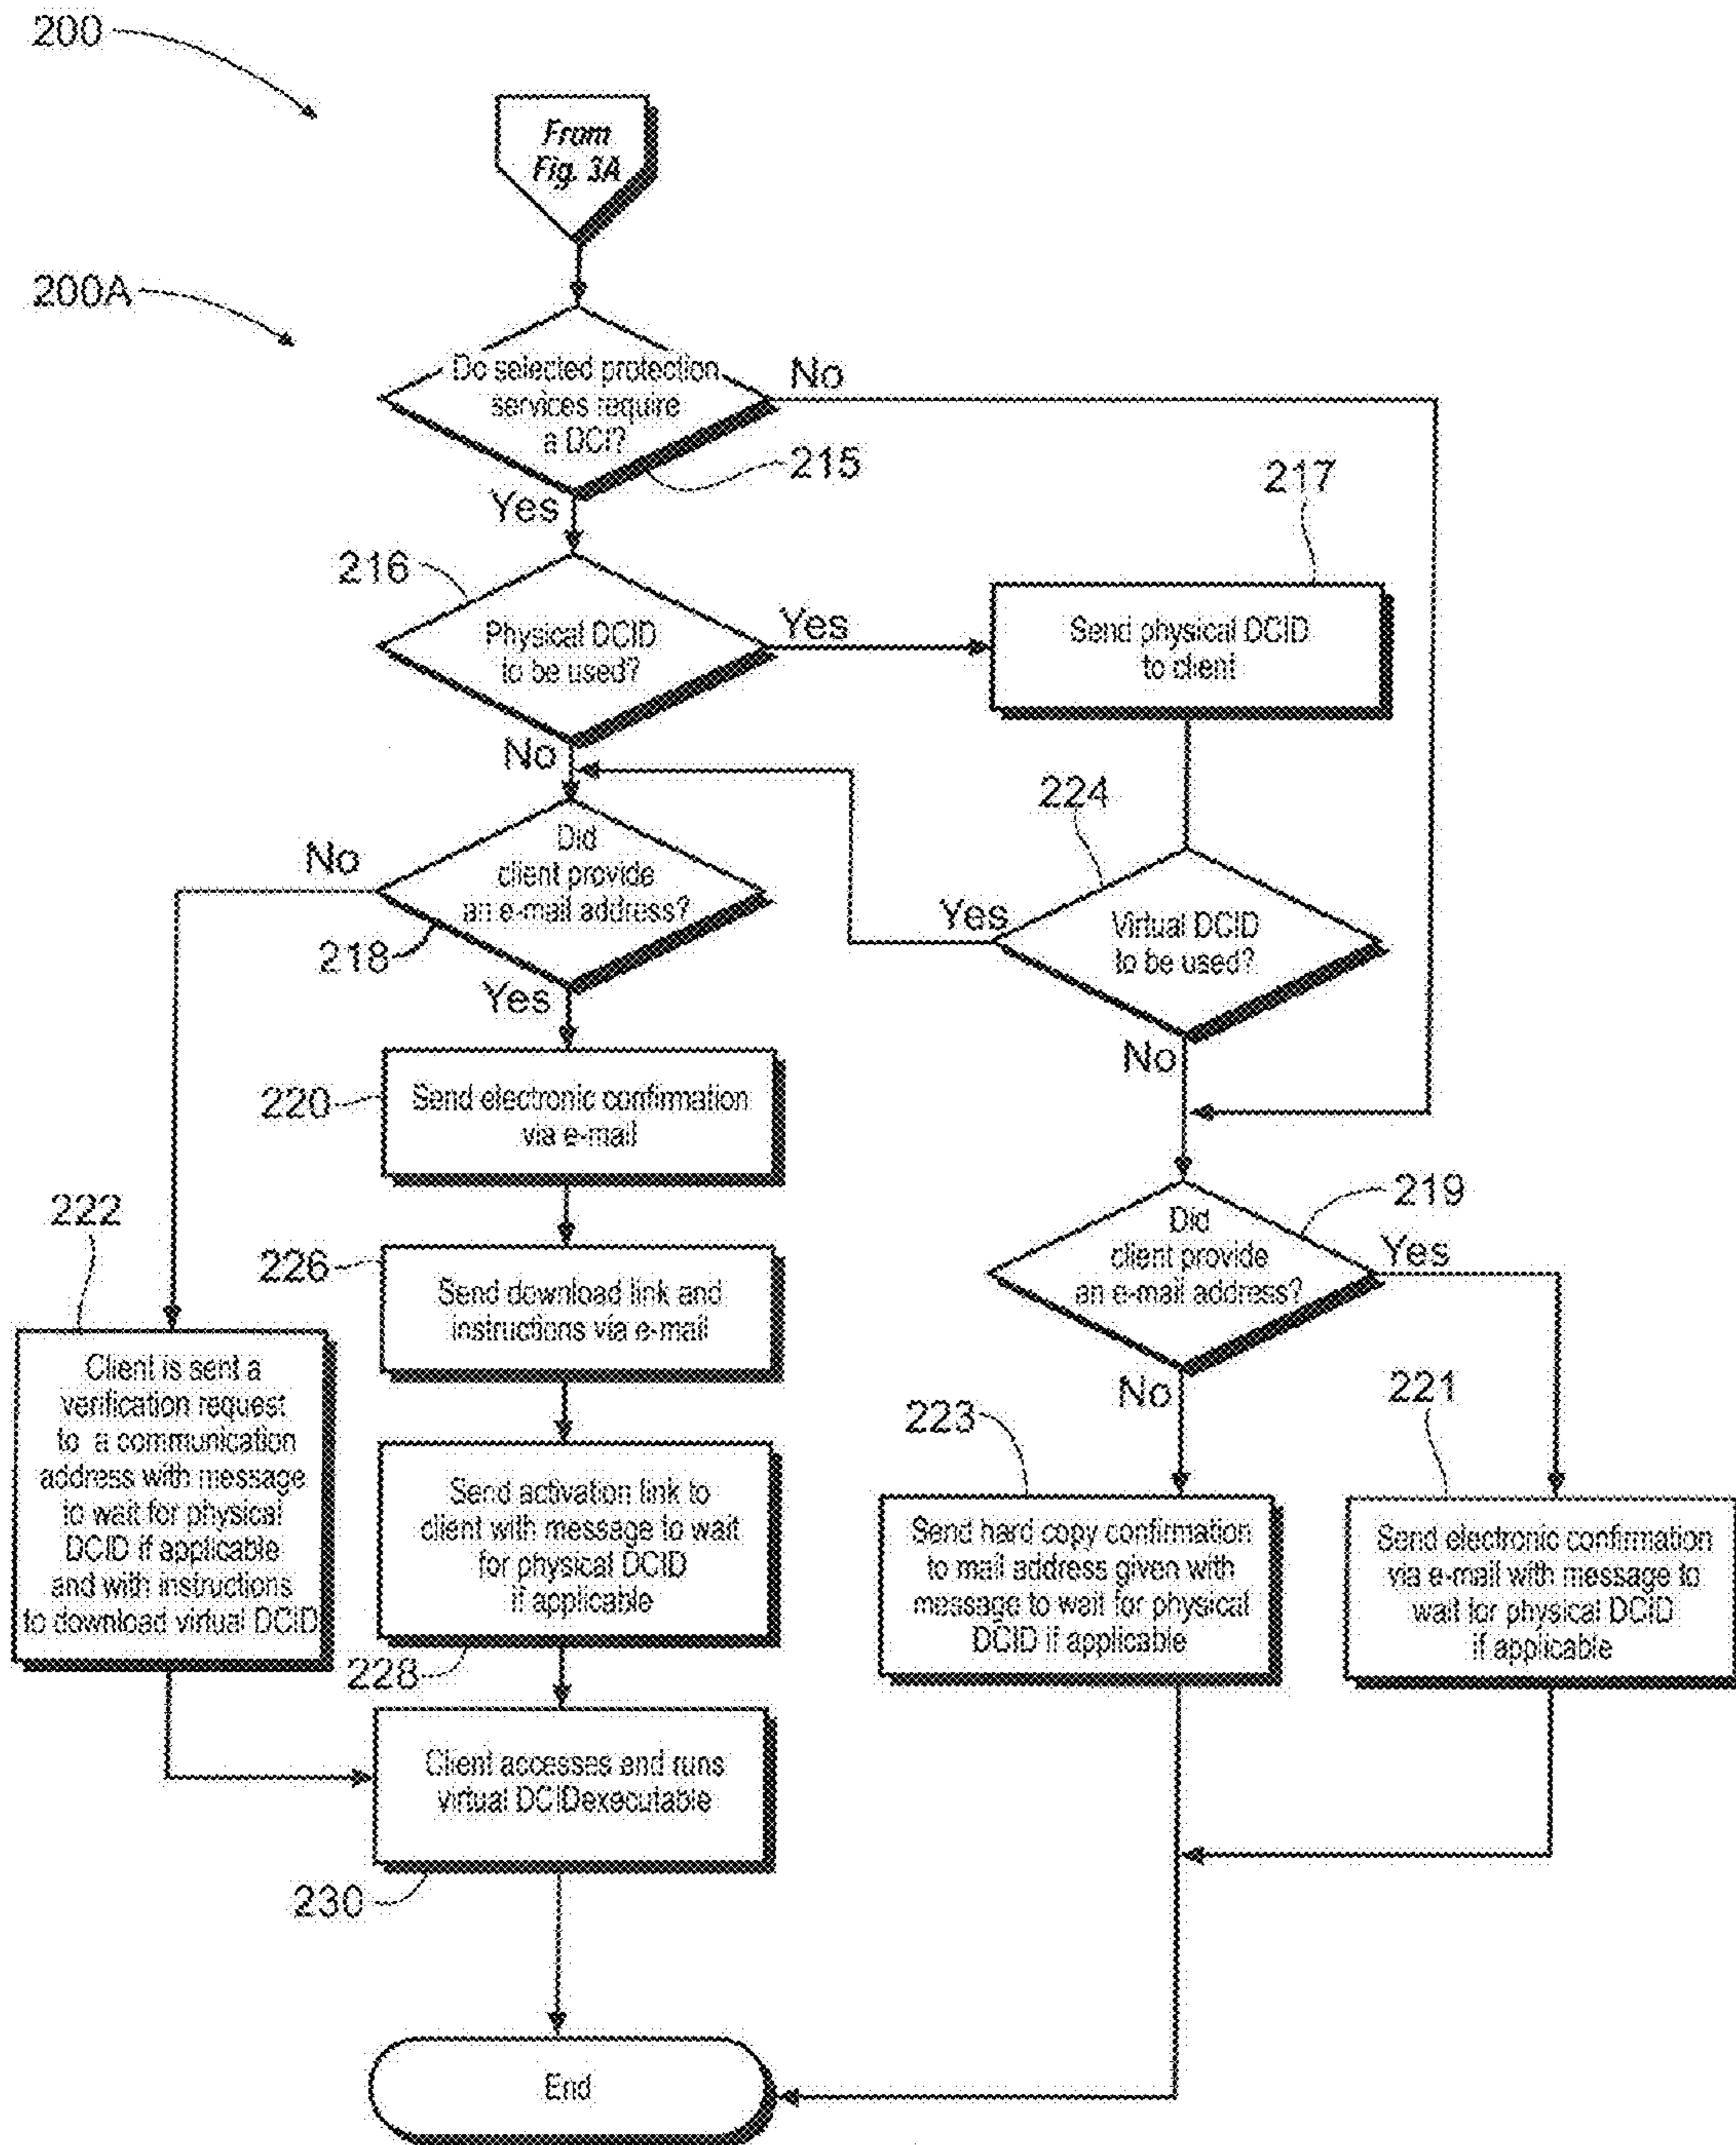 200
From
Fig. 3A
200A
Do selected protection
services require
a DCI?
No
215
Yes
217
216
Physical DCID
to be used?
Yes
Send physical DCID
to client
No
224
Did
client provide
an e-mail address?
No
218
Yes
Yes
Virtual DCID
to be used?
No
220
Send electronic confirmation
via e-mail
219
222
226
Send download link and
instructions via e-mail
Did
client provide
an e-mail address?
Yes
No
Client is sent a
verification request
to a communication
address with message
to wait for physical
DCID if applicable
and with instructions
to download virtual DCID
223
221
Send activation link to
client with message to wait
for physical DCID
if applicable
228
Send hard copy confirmation
to mail address given with
message to wait for physical
DCID if applicable
Send electronic confirmation
via e-mail with message to
wait for physical DCID
if applicable
Client accesses and runs
virtual DCIDexecutable
230
End